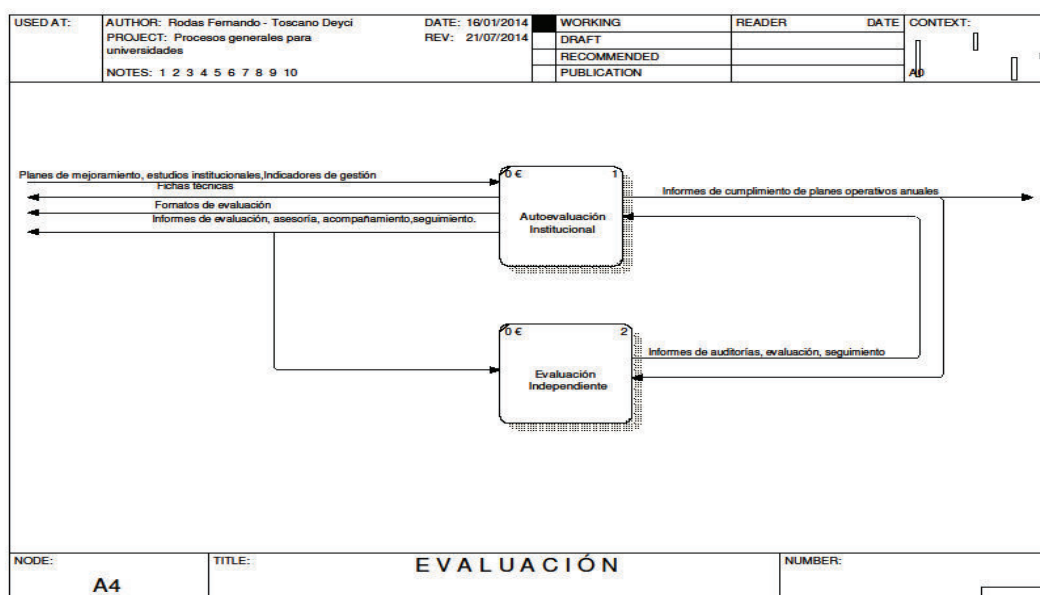 USED AT:
AUTHOR: Rodas Fernando - Toscano Deyci
DATE: 16/01/2014
PROJECT: Procesos generales para
universidades
REV: 21/07/2014
NOTES: 1 2 3 4 5 6 7 8 9 10
WORKING
DRAFT
RECOMMENDED
PUBLICATION
READER DATE
CONTEXT:
A0
Planes de mejoramiento, estudios institucionales,Indicadores de gestión
Fichas técnicas
Formatos de evaluación
Informes de evaluación, asesoría, acompañamiento,seguimiento.
0 € 1
Autoevaluación
Institucional
Informes de cumplimiento de planes operativos anuales
0 € 2
Evaluación
Independiente
Informes de auditorías, evaluación, seguimiento
NODE:
A4
TITLE:
EVALUACIÓN
NUMBER: